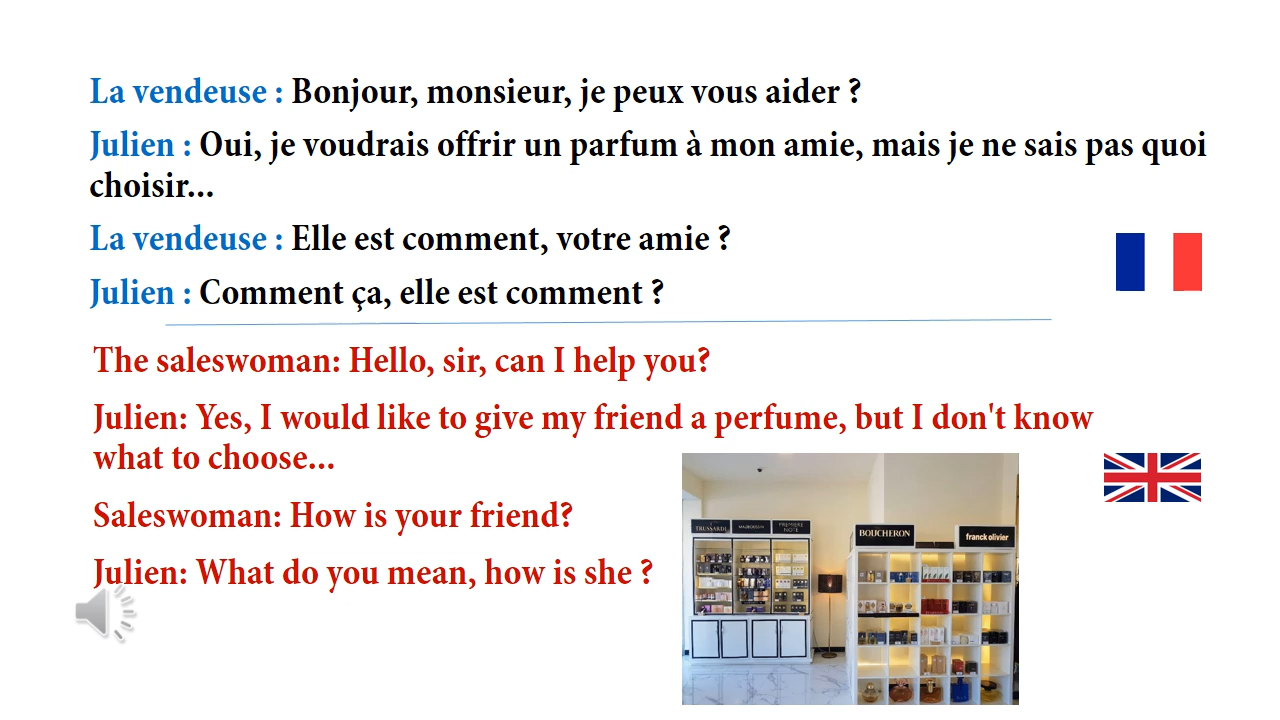 La vendeuse : Bonjour, monsieur, je peux vous aider ?
Julien : Oui, je voudrais offrir un parfum à mon amie, mais je ne sais pas quoi
choisir...
La vendeuse : Elle est comment, votre amie ?
Julien : Comment ça, elle est comment ?
The saleswoman: Hello, sir, can I help you?
Julien: Yes, I would like to give my friend a perfume, but I don't know
what to choose...
Saleswoman: How is your friend?
Julien: What do you mean, how is she ?
TRUSSARDI
PREMIERE
NOTE
BOUCHERON
franck olivier